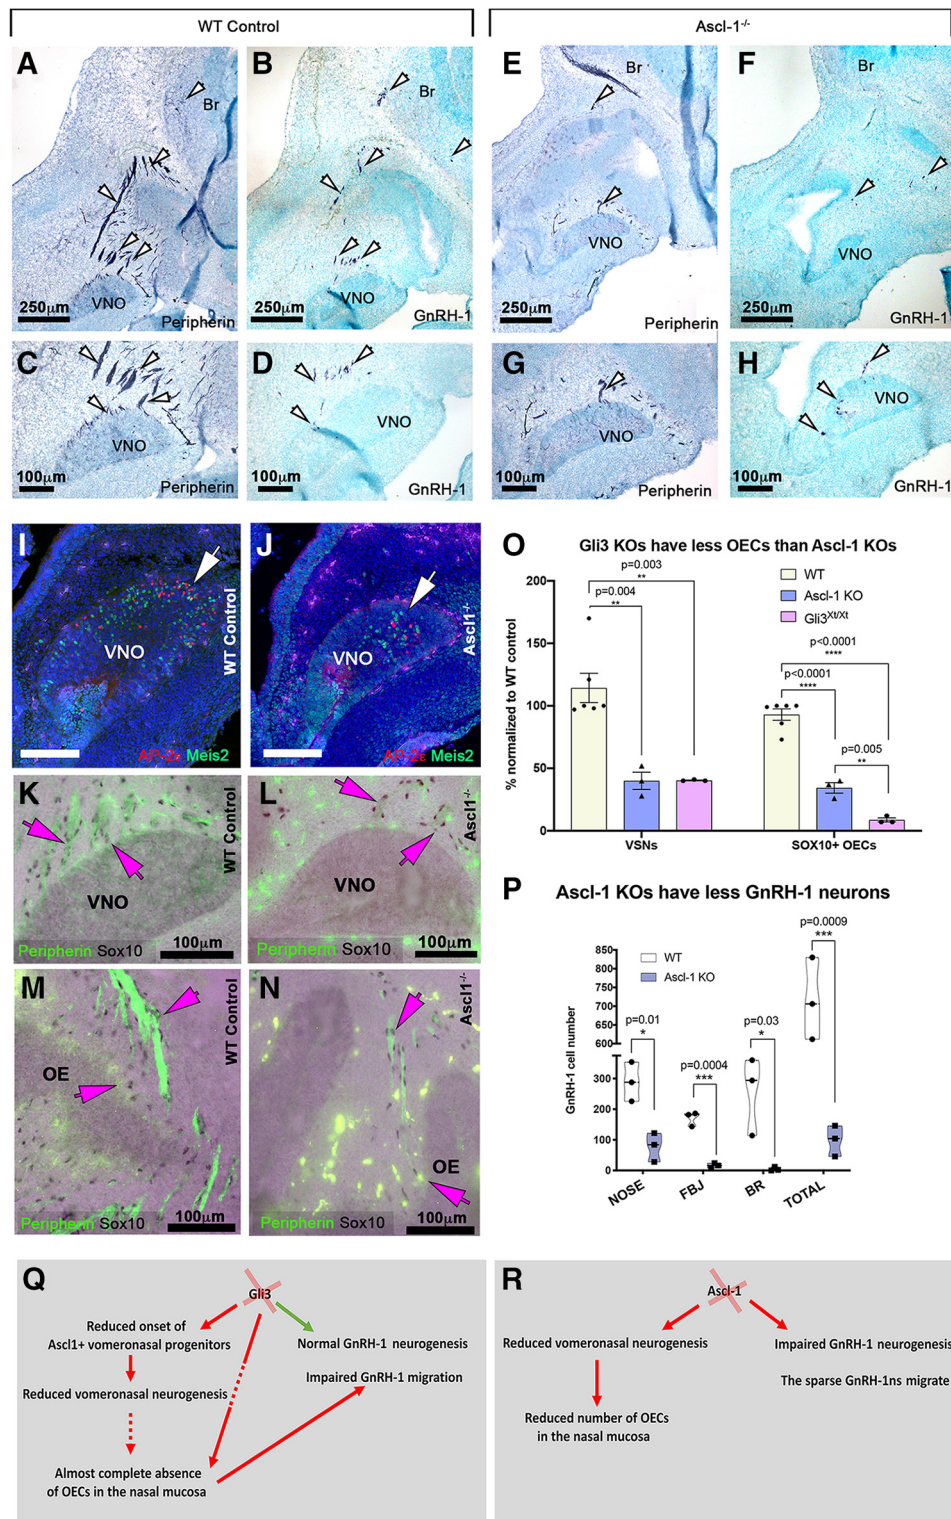 WT Control
Ascl-1-/-
A
Br
VNO
250μm
Peripherin
B
Br
VNO
250μm
GnRH-1
E
Br
VNO
250μm
Peripherin
F
Br
VNO
250μm
GnRH-1
C
VNO
100μm
Peripherin
D
VNO
100μm
GnRH-1
G
VNO
100μm
Peripherin
H
VNO
100μm
GnRH-1
I
VNO
WT Control
AP-2ε Meis2
J
VNO
Ascl1-/-
AP-2ε Meis2
K
VNO
WT Control
Peripherin Sox10
100μm
L
VNO
Ascl1-/-
Peripherin Sox10
100μm
M
OE
WT Control
Peripherin Sox10
100μm
N
OE
Ascl1-/-
Peripherin Sox10
100μm
O
Gli3 KOs have less OECs than Ascl-1 KOs
WT
Ascl-1 KO
Gli3Xt/Xt
p=0.003
**
p=0.004
**
p<0.0001
****
p<0.0001
****
p=0.005
**
% normalized to WT control
200
150
100
50
0
VSNs
SOX10+ OECs
P
Ascl-1 KOs have less GnRH-1 neurons
WT
Ascl-1 KO
p=0.0009
***
p=0.01
*
p=0.0004
***
p=0.03
*
GnRH-1 cell number
900
850
800
750
700
650
600
300
200
100
0
NOSE
FBJ
BR
TOTAL
Q
Gli3
Reduced onset of
Ascl1+ vomeronasal progenitors
Normal GnRH-1 neurogenesis
Impaired GnRH-1 migration
Reduced vomeronasal neurogenesis
Almost complete absence
of OECs in the nasal mucosa
R
Ascl-1
Reduced vomeronasal neurogenesis
Impaired GnRH-1 neurogenesis
The sparse GnRH-1ns migrate
Reduced number of OECs
in the nasal mucosa